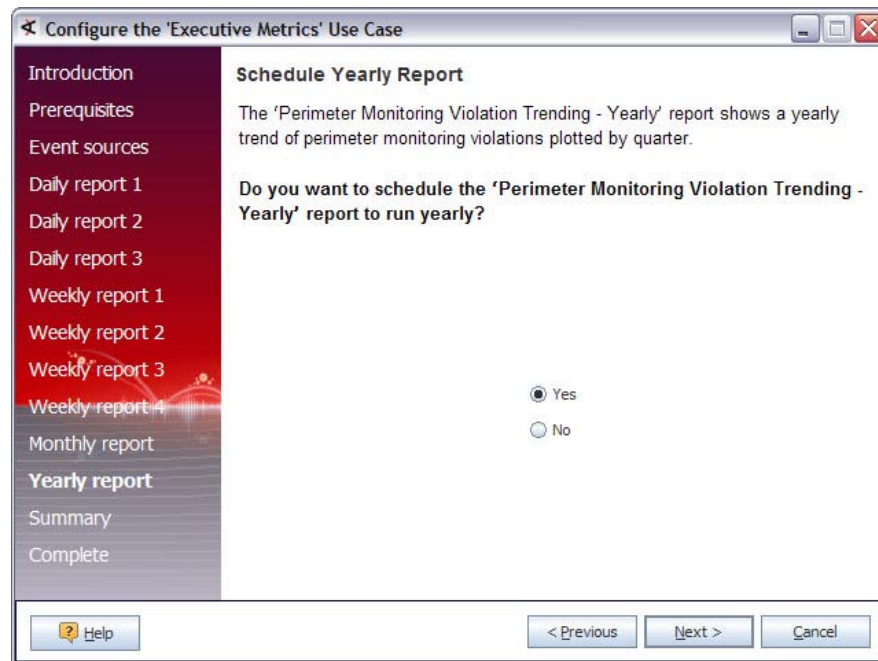 Configure the 'Executive Metrics' Use Case
Introduction
Prerequisites
Event sources
Daily report 1
Daily report 2
Daily report 3
Weekly report 1
Weekly report 2
Weekly report 3
Weekly report 4
Monthly report
Yearly report
Summary
Complete
Schedule Yearly Report
The ‘Perimeter Monitoring Violation Trending - Yearly’ report shows a yearly
trend of perimeter monitoring violations plotted by quarter.
Do you want to schedule the ‘Perimeter Monitoring Violation Trending -
Yearly’ report to run yearly?
Yes
No
Help
< Previous
Next >
Cancel